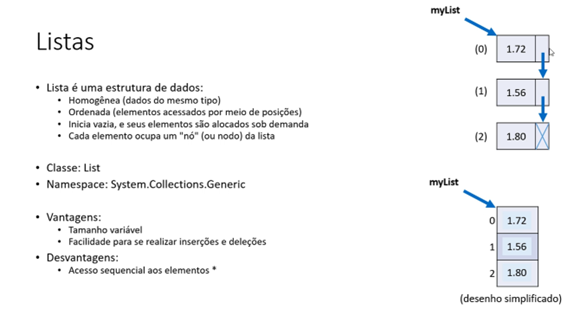 Listas
• Lista é uma estrutura de dados:
• Homogênea (dados do mesmo tipo)
• Ordenada (elementos acessados por meio de posições)
• Inicia vazia, e seus elementos são alocados sob demanda
• Cada elemento ocupa um "nó" (ou nodo) da lista
• Classe: List
• Namespace: System.Collections.Generic
• Vantagens:
• Tamanho variável
• Facilidade para se realizar inserções e deleções
• Desvantagens:
• Acesso sequencial aos elementos *
myList
(0) 1.72
(1) 1.56
(2) 1.80
myList
0 1.72
1 1.56
2 1.80
(desenho simplificado)